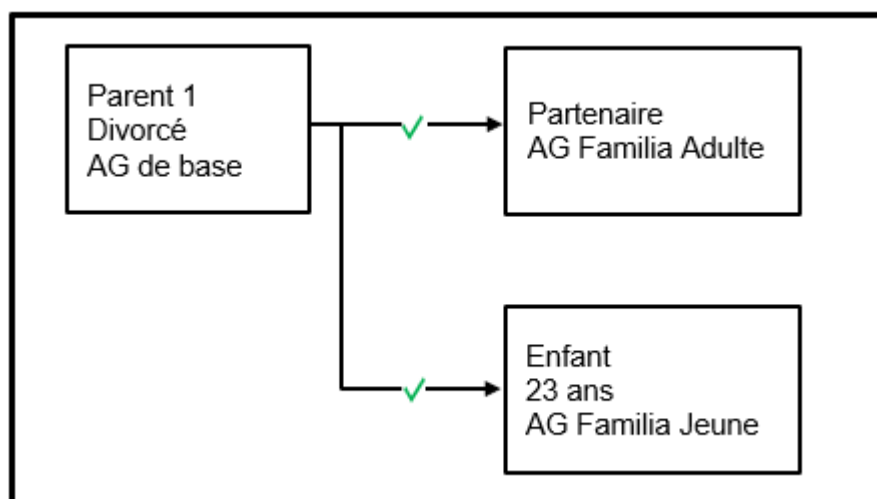 Parent 1
Divorcé
AG de base
Partenaire
AG Familia Adulte
Enfant
23 ans
AG Familia Jeune